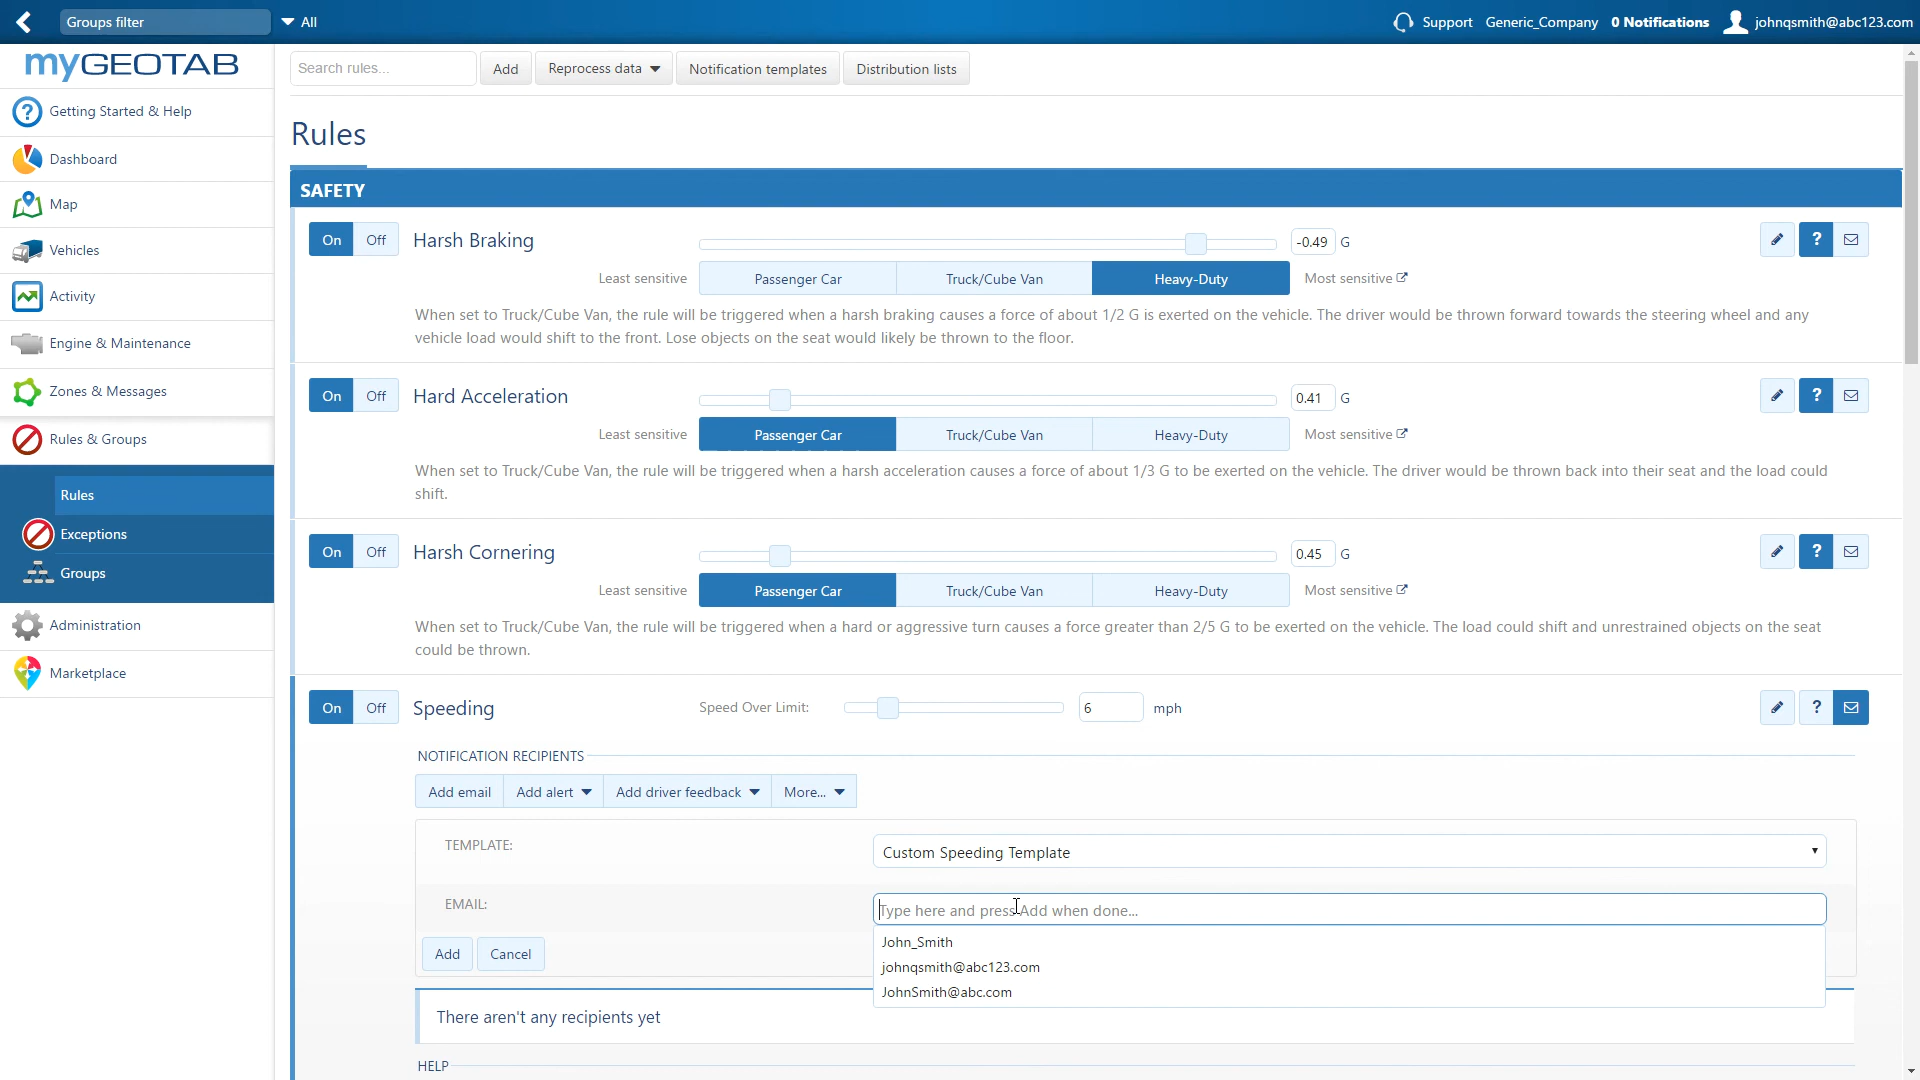 Groups filter
All
Support
Generic_Company
0 Notifications
johnqsmith@abc123.com
myGEOTAB
Getting Started & Help
Dashboard
Map
Vehicles
Activity
Engine & Maintenance
Zones & Messages
Rules & Groups
Rules
Exceptions
Groups
Administration
Marketplace
Search rules...
Add
Reprocess data
Notification templates
Distribution lists
Rules
SAFETY
On Off Harsh Braking -0.49 G ?
Least sensitive Passenger Car Truck/Cube Van Heavy-Duty Most sensitive
When set to Truck/Cube Van, the rule will be triggered when a harsh braking causes a force of about 1/2 G is exerted on the vehicle. The driver would be thrown forward towards the steering wheel and any
vehicle load would shift to the front. Lose objects on the seat would likely be thrown to the floor.
On Off Hard Acceleration 0.41 G ?
Least sensitive Passenger Car Truck/Cube Van Heavy-Duty Most sensitive
When set to Truck/Cube Van, the rule will be triggered when a harsh acceleration causes a force of about 1/3 G to be exerted on the vehicle. The driver would be thrown back into their seat and the load could
shift.
On Off Harsh Cornering 0.45 G ?
Least sensitive Passenger Car Truck/Cube Van Heavy-Duty Most sensitive
When set to Truck/Cube Van, the rule will be triggered when a hard or aggressive turn causes a force greater than 2/5 G to be exerted on the vehicle. The load could shift and unrestrained objects on the seat
could be thrown.
On Off Speeding Speed Over Limit: 6 mph ?
NOTIFICATION RECIPIENTS
Add email Add alert Add driver feedback More...
TEMPLATE: Custom Speeding Template
EMAIL: Type here and press Add when done...
John_Smith
Add Cancel
johnqsmith@abc123.com
JohnSmith@abc.com
There aren't any recipients yet
HELP